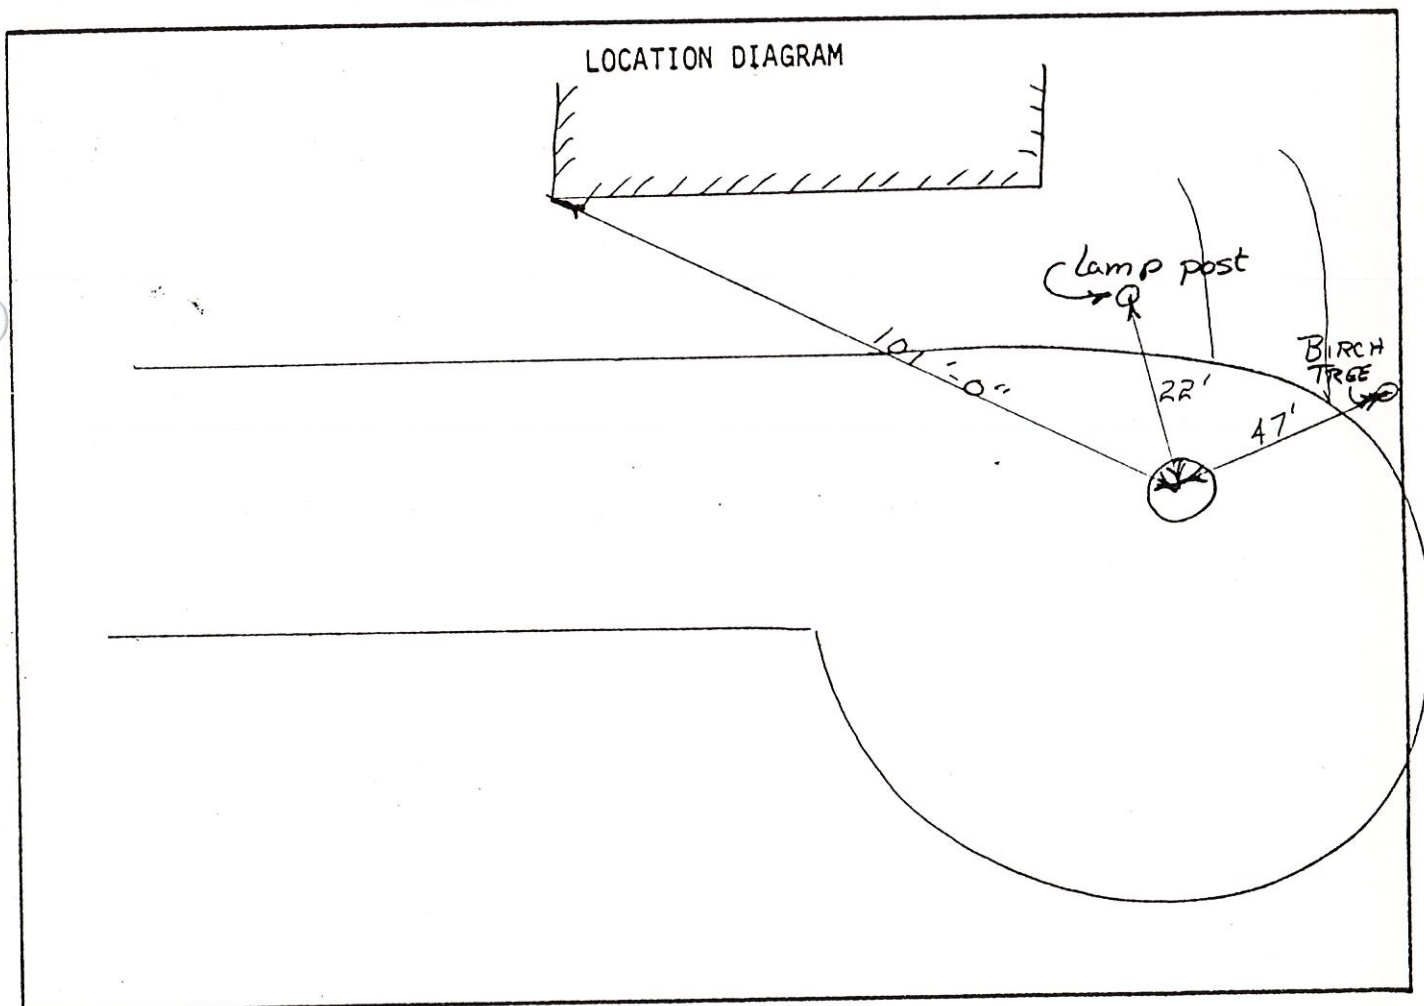 LOCATION DIAGRAM
Lamp post
BIRCH
TREE
101'-0"
22'
47'